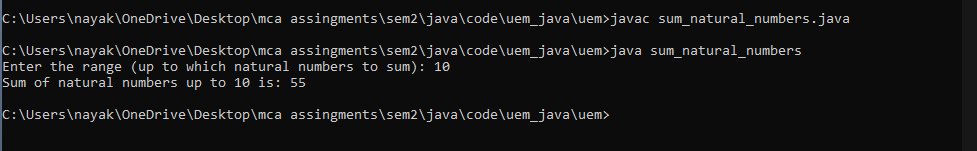 C:\Users\nayak\OneDrive\Desktop\mca assingments\sem2\java\code\uem_java\uem>javac sum_natural_numbers.java
C:\Users\nayak\OneDrive\Desktop\mca assingments\sem2\java\code\uem_java\uem>java sum_natural_numbers
Enter the range (up to which natural numbers to sum): 10
Sum of natural numbers up to 10 is: 55
C:\Users\nayak\OneDrive\Desktop\mca assingments\sem2\java\code\uem_java\uem>